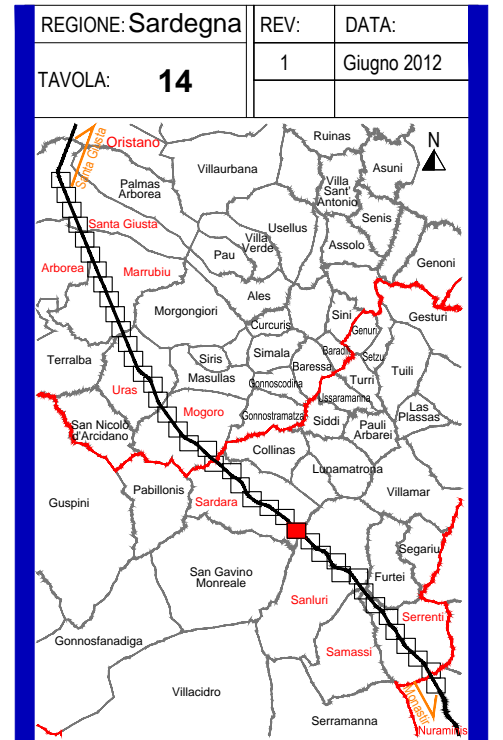 REGIONE: Sardegna
REV:
DATA:
TAVOLA: 14
1
Giugno 2012
Ruinas
N
Oristano
Santa Giusta
Villaurbana
Asuni
Palmas
Arborea
Villa
Sant'
Antonio
Senis
Santa Giusta
Usellus
Villa
Verde
Assolo
Pau
Genoni
Arborea
Marrubiu
Ales
Morgongiori
Sini
Gesturi
Curcuris
Genuri
Terralba
Siris
Simala
Baradili
Setzu
Masullas
Baressa
Tuili
Uras
Gonnoscodina
Turri
Mogoro
Ussaramanna
Gonnostramatza
Siddi
Las
Plassas
San Nicolò
d'Arcidano
Pauli
Arbarei
Collinas
Lunamatrona
Pabillonis
Villamar
Guspini
Sardara
Segariu
San Gavino
Monreale
Furtei
Sanluri
Serrenti
Gonnosfanadiga
Samassi
Villacidro
Monastir
Serramanna
Nuraminis